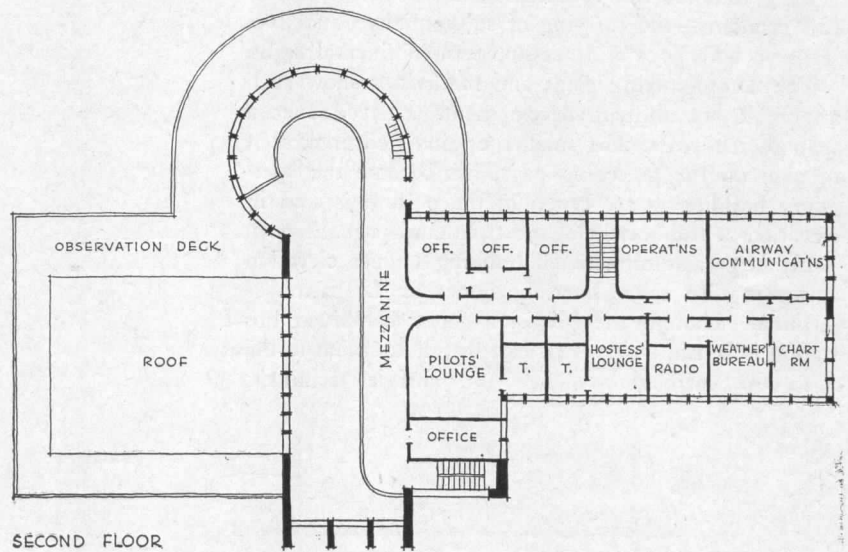 OFF.
OFF.
OFF.
OPERAT'NS
AIRWAY
COMMUNICAT'NS
OBSERVATION DECK
MEZZANINE
ROOF
PILOTS'
LOUNGE
T.
T.
HOSTESS'
LOUNGE
RADIO
WEATHER
BUREAU
CHART
RM
OFFICE
SECOND FLOOR